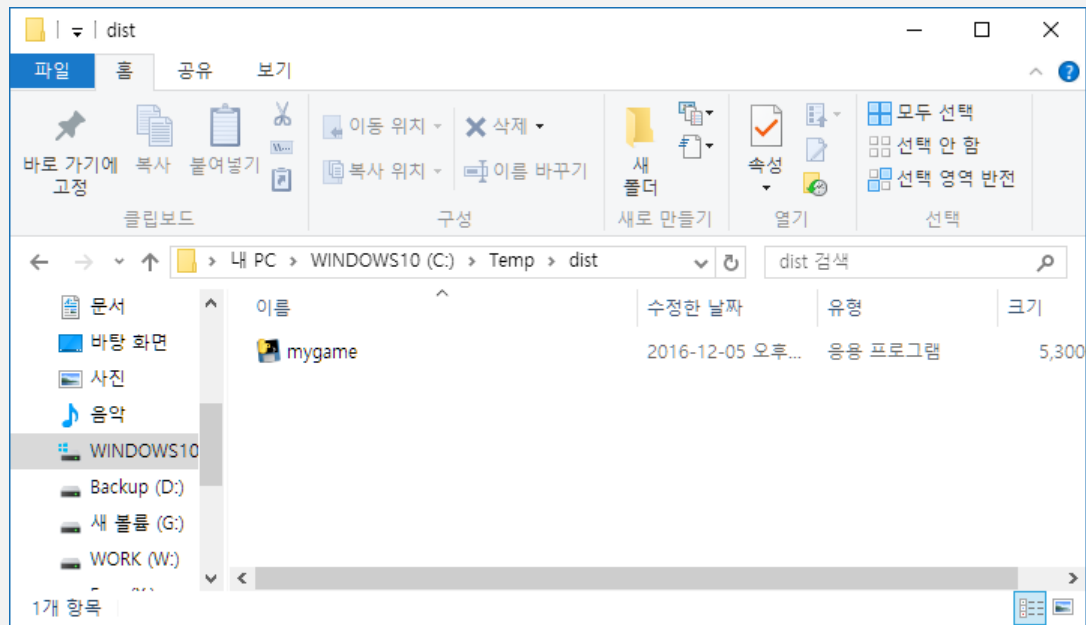 dist
파일 홈 공유 보기
바로 가기에 고정
복사
붙여넣기
이동 위치
복사 위치
삭제
이름 바꾸기
새 폴더
속성
모두 선택
선택 안 함
선택 영역 반전
클립보드 구성 새로 만들기 열기 선택
내 PC > WINDOWS10 (C:) > Temp > dist
dist 검색
이름 수정한 날짜 유형 크기
mygame 2016-12-05 오후... 응용 프로그램 5,300
문서
바탕 화면
사진
음악
WINDOWS10
Backup (D:)
새 볼륨 (G:)
WORK (W:)
1개 항목